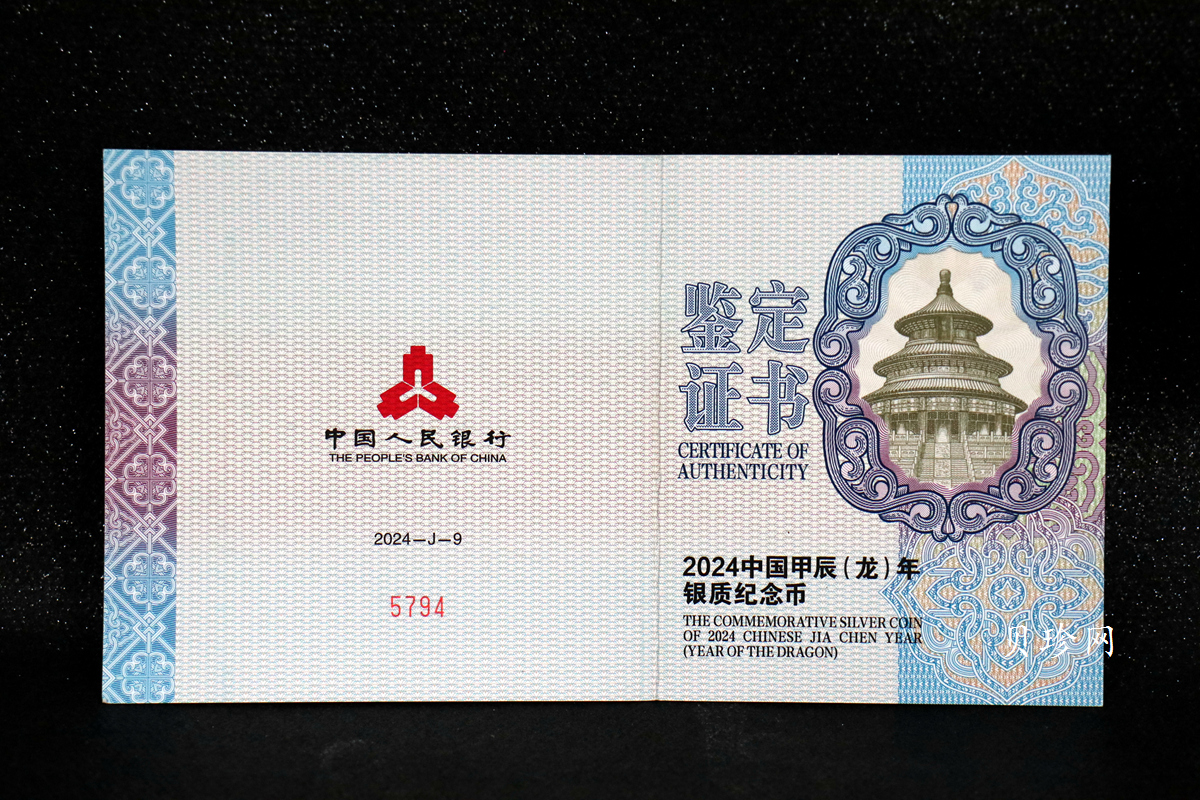 中国人民银行
THE PEOPLE'S BANK OF CHINA
2024—J—9
5794
鉴定
证书
CERTIFICATE OF
AUTHENTICITY
2024中国甲辰(龙)年
银质纪念币
THE COMMEMORATIVE SILVER COIN
OF 2024 CHINESE JIA CHEN YEAR
(YEAR OF THE DRAGON)
贝珍网